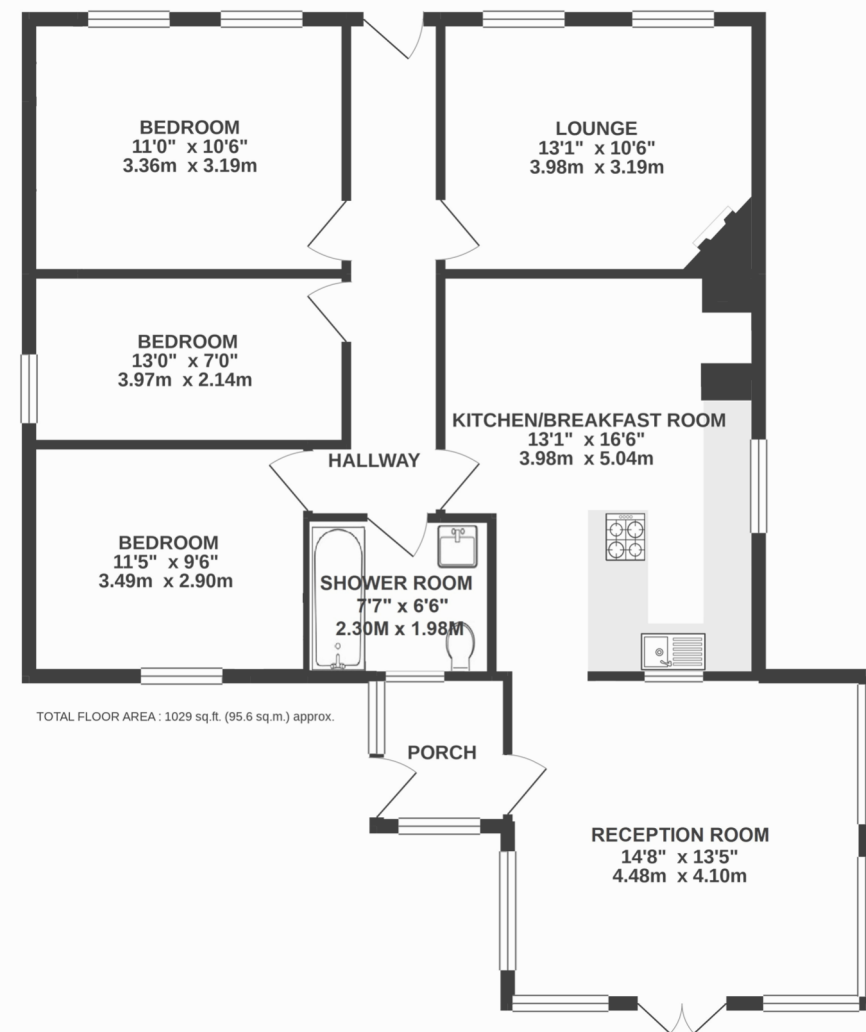 BEDROOM
11'0" x 10'6"
3.36m x 3.19m
LOUNGE
13'1" x 10'6"
3.98m x 3.19m
BEDROOM
13'0" x 7'0"
3.97m x 2.14m
KITCHEN/BREAKFAST ROOM
13'1" x 16'6"
3.98m x 5.04m
HALLWAY
BEDROOM
11'5" x 9'6"
3.49m x 2.90m
SHOWER ROOM
7'7" x 6'6"
2.30M x 1.98M
TOTAL FLOOR AREA : 1029 sq.ft. (95.6 sq.m.) approx.
PORCH
RECEPTION ROOM
14'8" x 13'5"
4.48m x 4.10m